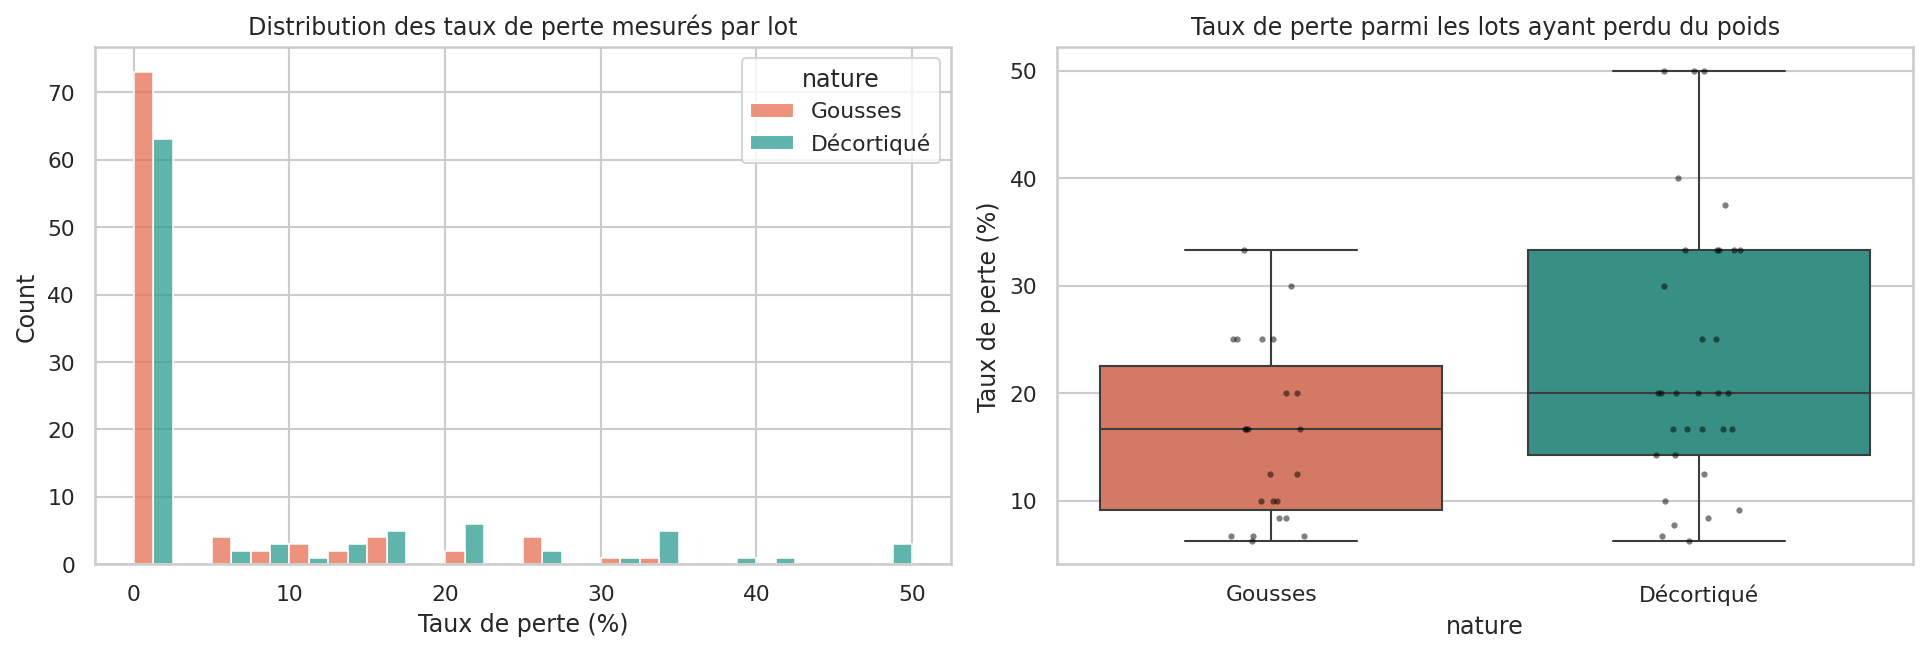 Distribution des taux de perte mesurés par lot
Count
70
60
50
40
30
20
10
0
nature
Gousses
Décortiqué
0 10 20 30 40 50
Taux de perte (%)
Taux de perte parmi les lots ayant perdu du poids
Taux de perte (%)
50
40
30
20
10
Gousses Décortiqué
nature